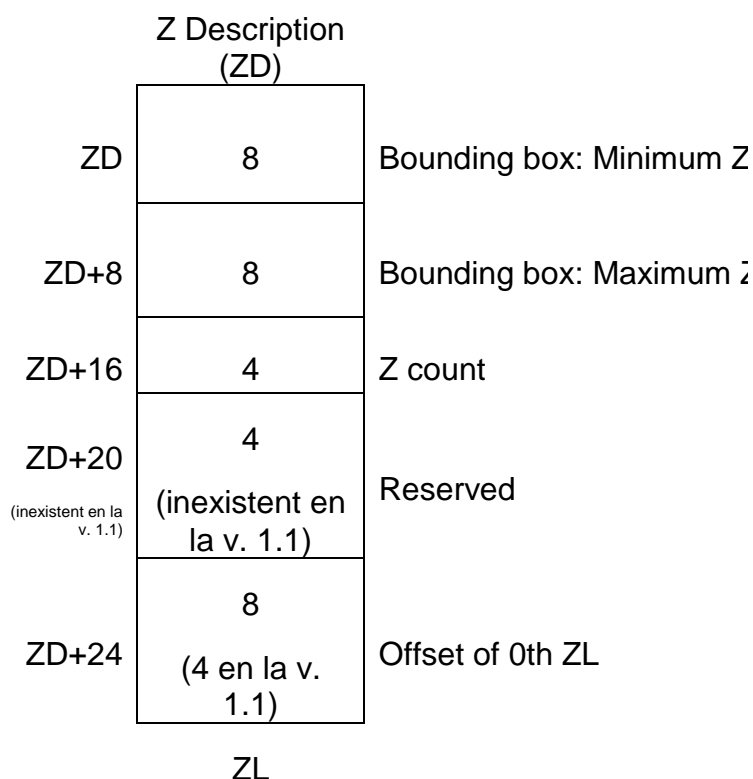 Z Description
(ZD)
ZD 8 Bounding box: Minimum Z
ZD+8 8 Bounding box: Maximum Z
ZD+16 4 Z count
ZD+20
(inexistent en la
v. 1.1)
4
(inexistent en
la v. 1.1)
Reserved
ZD+24
8
(4 en la v.
1.1)
Offset of 0th ZL
ZL